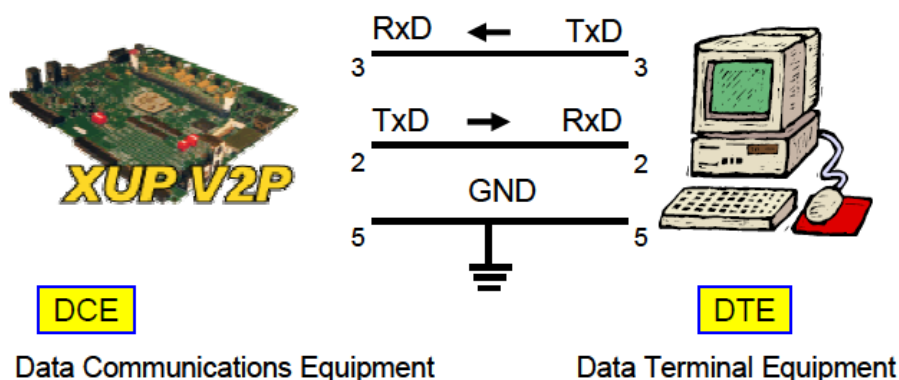 RxD TxD
3 3
TxD RxD
2 2
GND
5 5
XUP V2P
DCE DTE
Data Communications Equipment Data Terminal Equipment